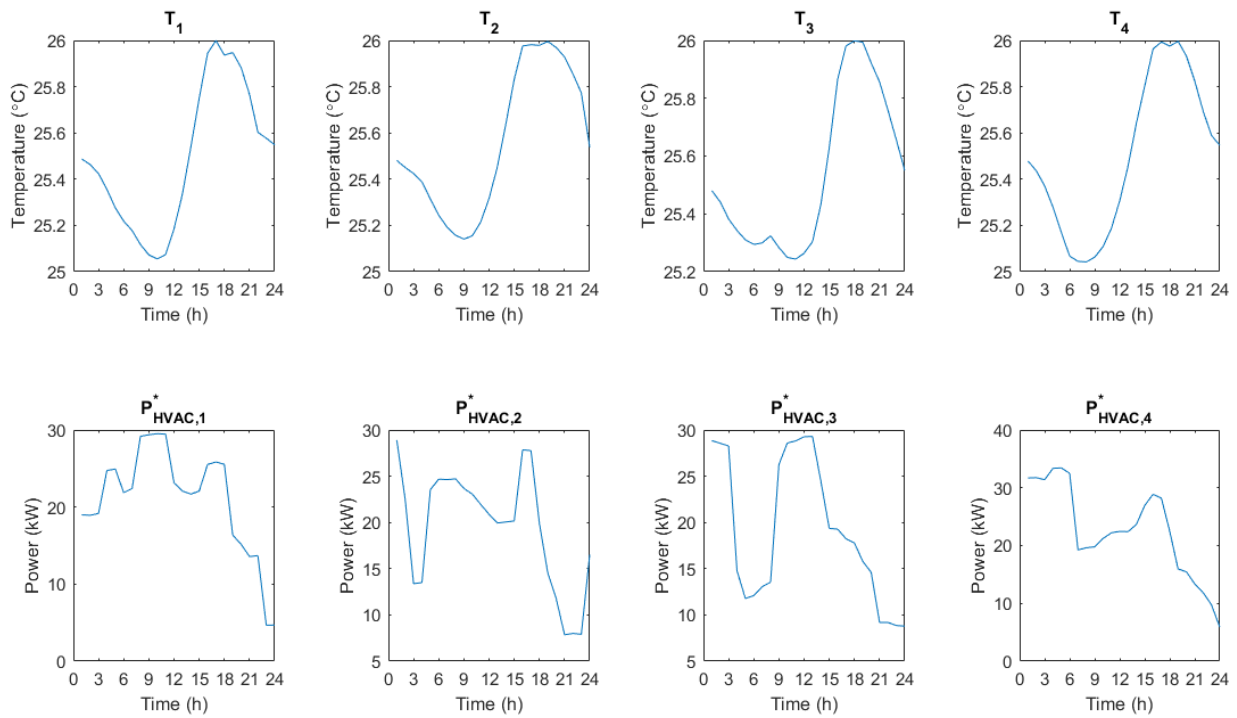 T1
Temperature (°C)
26
25.8
25.6
25.4
25.2
25
0 3 6 9 12 15 18 21 24
Time (h)
T2
Temperature (°C)
26
25.8
25.6
25.4
25.2
25
0 3 6 9 12 15 18 21 24
Time (h)
T3
Temperature (°C)
26
25.8
25.6
25.4
25.2
0 3 6 9 12 15 18 21 24
Time (h)
T4
Temperature (°C)
26
25.8
25.6
25.4
25.2
25
0 3 6 9 12 15 18 21 24
Time (h)
P*HVAC,1
Power (kW)
30
20
10
0
0 3 6 9 12 15 18 21 24
Time (h)
P*HVAC,2
Power (kW)
30
25
20
15
10
5
0 3 6 9 12 15 18 21 24
Time (h)
P*HVAC,3
Power (kW)
30
25
20
15
10
5
0 3 6 9 12 15 18 21 24
Time (h)
P*HVAC,4
Power (kW)
40
30
20
10
0
0 3 6 9 12 15 18 21 24
Time (h)